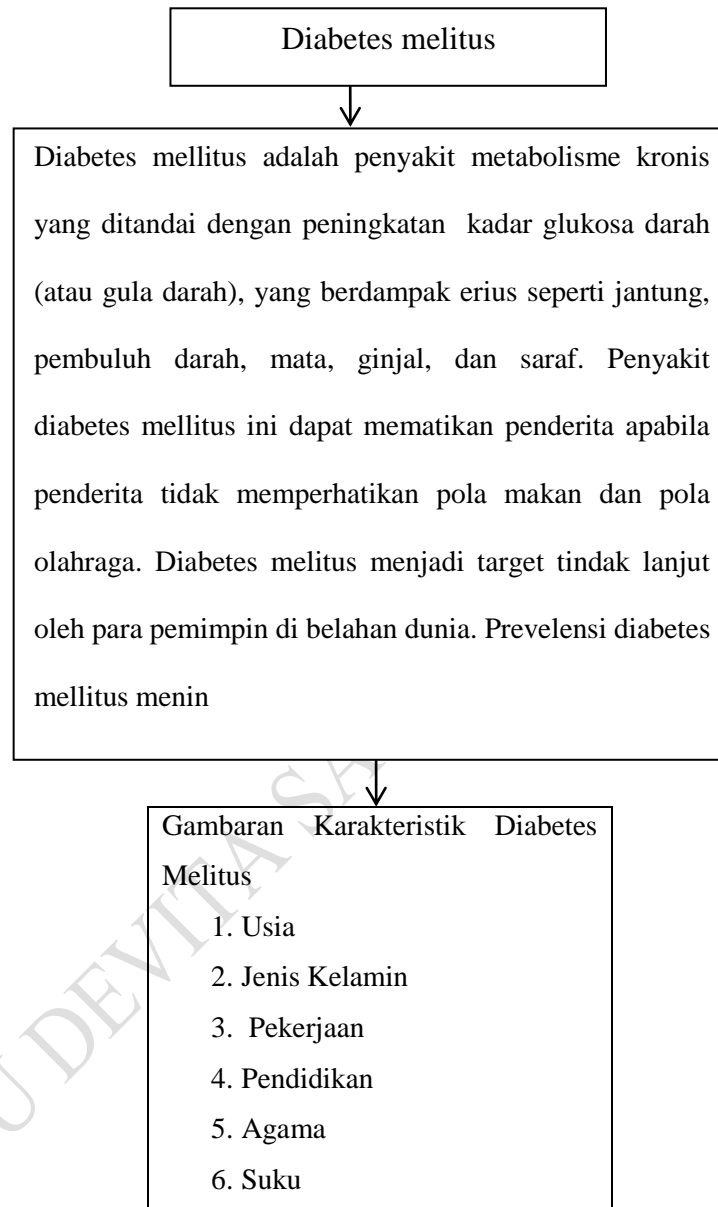 Diabetes melitus
Diabetes mellitus adalah penyakit metabolisme kronis
yang ditandai dengan peningkatan kadar glukosa darah
(atau gula darah), yang berdampak erius seperti jantung,
pembuluh darah, mata, ginjal, dan saraf. Penyakit
diabetes mellitus ini dapat mematikan penderita apabila
penderita tidak memperhatikan pola makan dan pola
olahraga. Diabetes melitus menjadi target tindak lanjut
oleh para pemimpin di belahan dunia. Prevelensi diabetes
mellitus menin
Gambaran Karakteristik Diabetes
Melitus
1. Usia
2. Jenis Kelamin
3. Pekerjaan
4. Pendidikan
5. Agama
6. Suku
U DEVITA SA